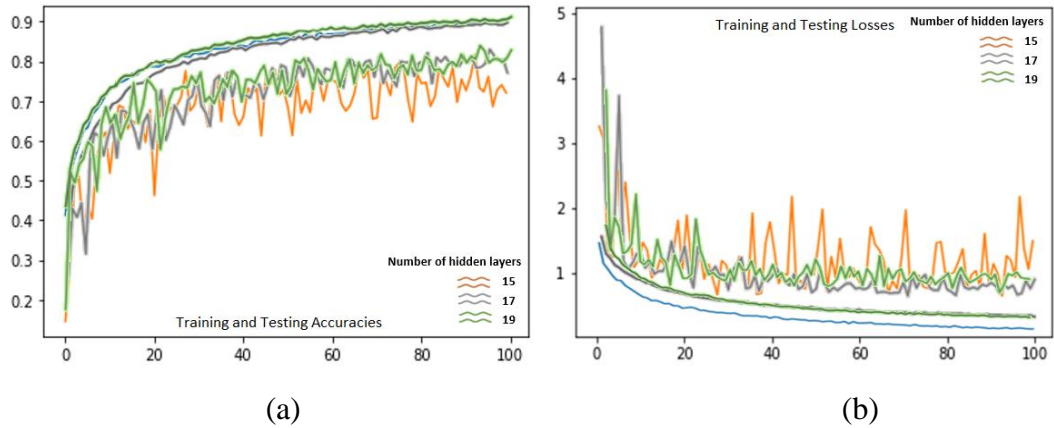 0.9
0.8
0.7
0.6
0.5
0.4
0.3
0.2
0 20 40 60 80 100
Number of hidden layers
15
17
19
Training and Testing Accuracies
(a)
5
4
3
2
1
0 20 40 60 80 100
Training and Testing Losses
Number of hidden layers
15
17
19
(b)